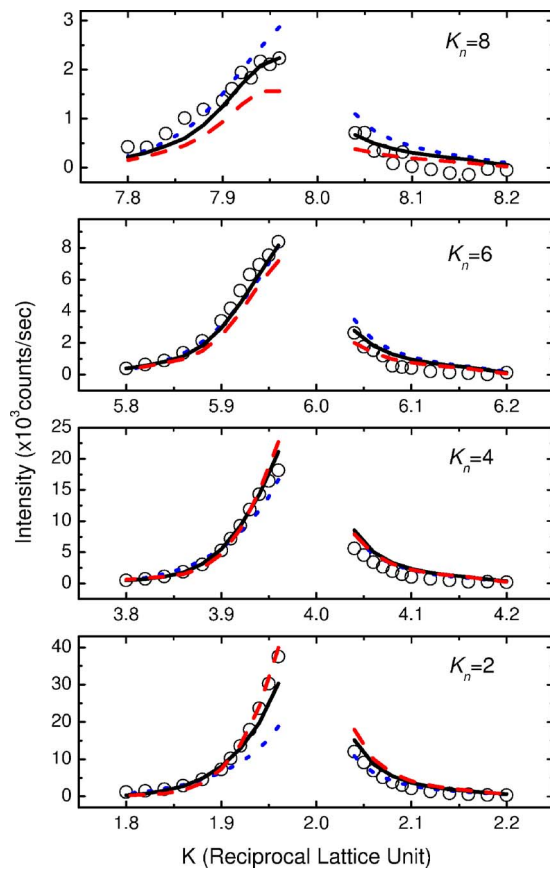 K_n=8
3
2
1
0
7.8 7.9 8.0 8.1 8.2
K_n=6
8
6
4
2
0
5.8 5.9 6.0 6.1 6.2
K_n=4
25
20
15
10
5
0
3.8 3.9 4.0 4.1 4.2
K_n=2
40
30
20
10
0
1.8 1.9 2.0 2.1 2.2
Intensity (x10³counts/sec)
K (Reciprocal Lattice Unit)